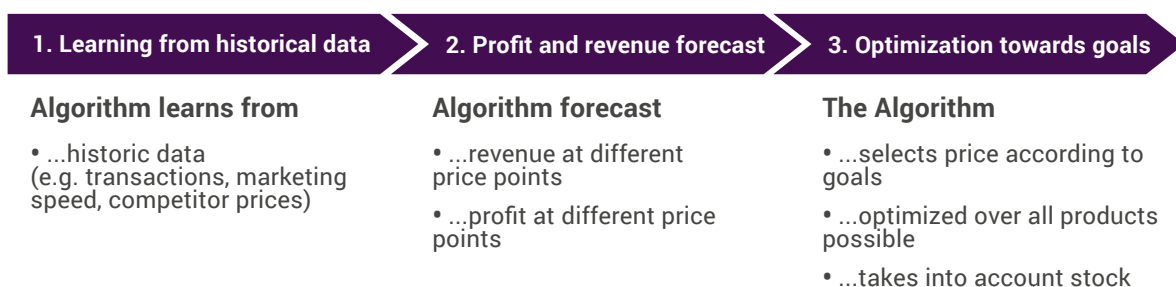 1. Learning from historical data
2. Profit and revenue forecast
3. Optimization towards goals
Algorithm learns from
• ...historic data
(e.g. transactions, marketing
speed, competitor prices)
Algorithm forecast
• ...revenue at different
price points
• ...profit at different price
points
The Algorithm
• ...selects price according to
goals
• ...optimized over all products
possible
• ...takes into account stock